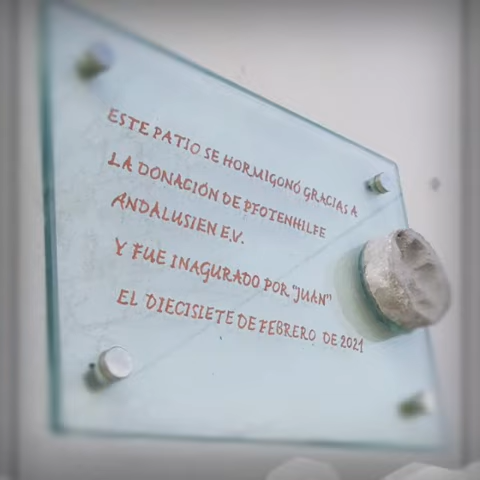 ESTE PATIO SE HORMIGONÓ GRACIAS A
LA DONACIÓN DE PFOTENHILFE
ANDALUSIEN E.V.
Y FUE INAGURADO POR "JUAN"
EL DIECISIETE DE FEBRERO DE 2021